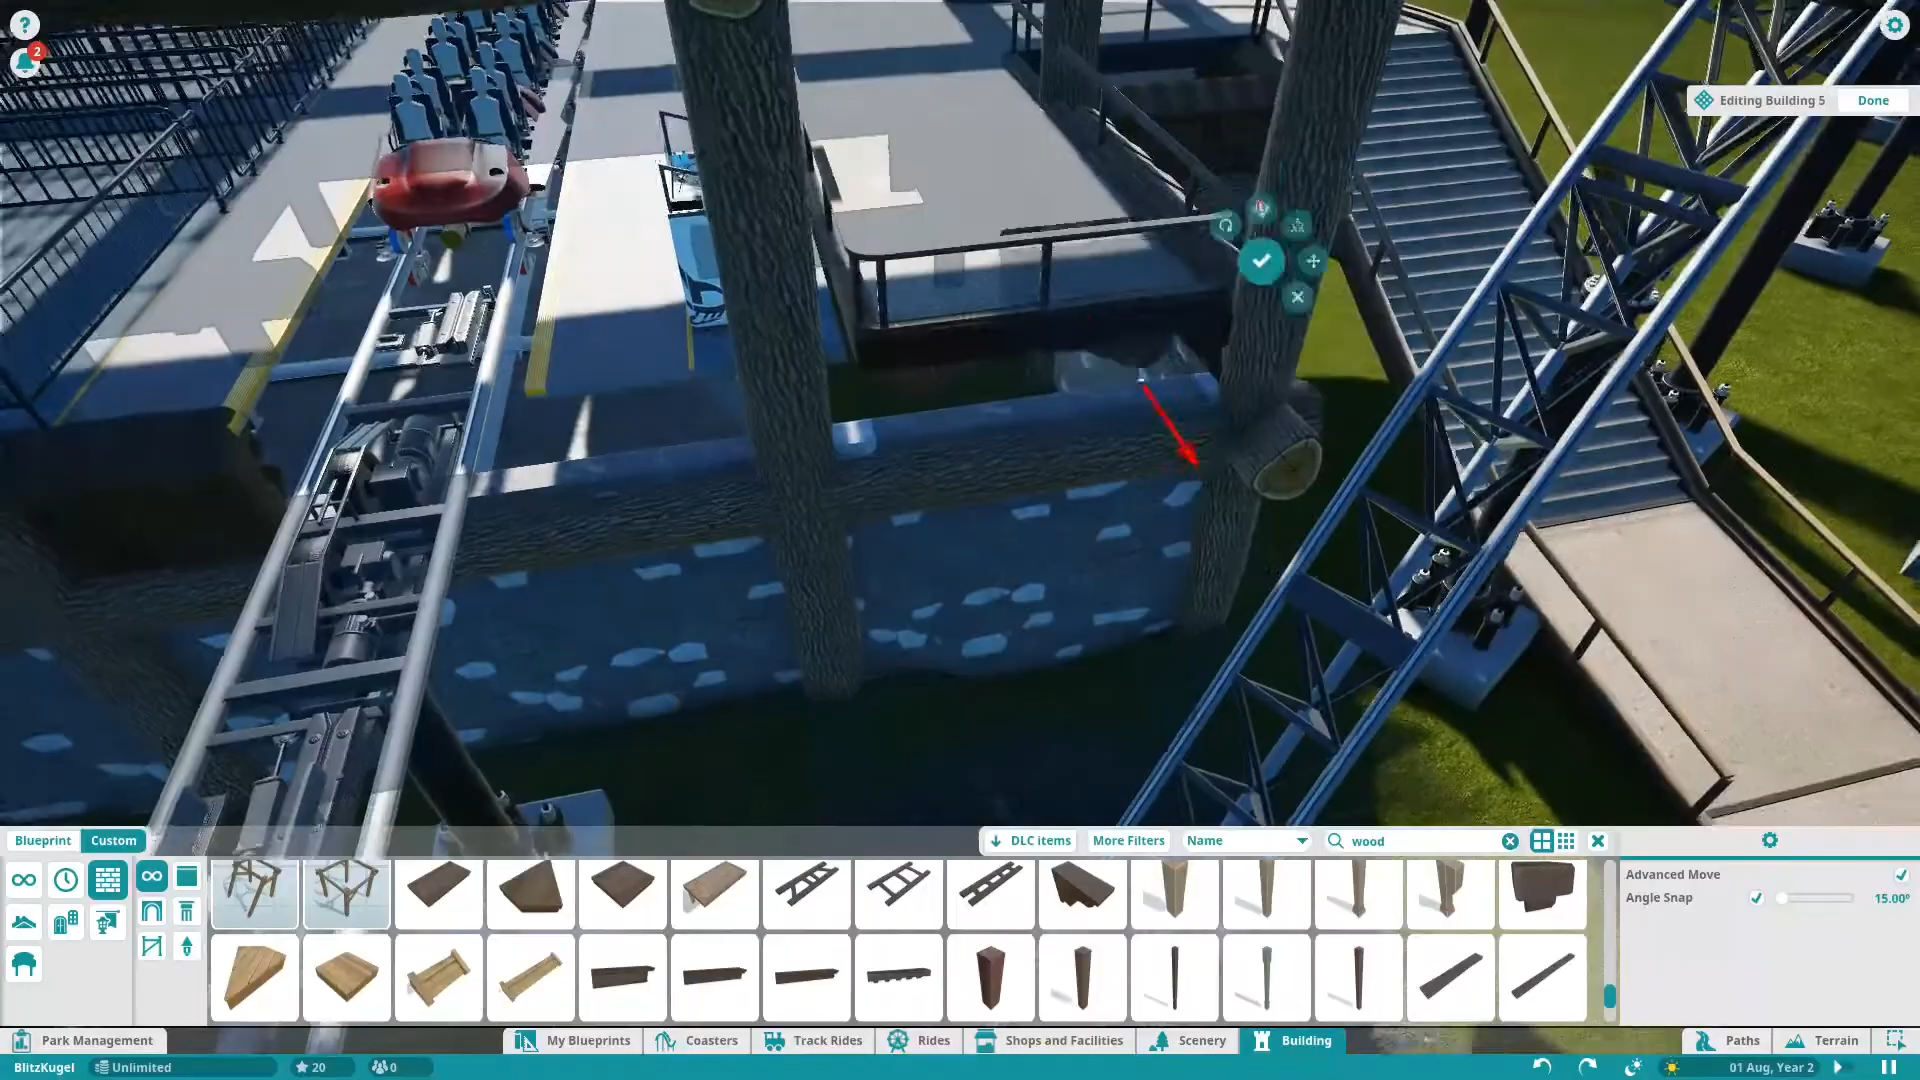 ?
2
Editing Building 5
Done
Blueprint
Custom
DLC items
More Filters
Name
wood
Advanced Move
Angle Snap
15.00°
Park Management
My Blueprints
Coasters
Track Rides
Rides
Shops and Facilities
Scenery
Building
Paths
Terrain
BlitzKugel
Unlimited
20
0
01 Aug, Year 2